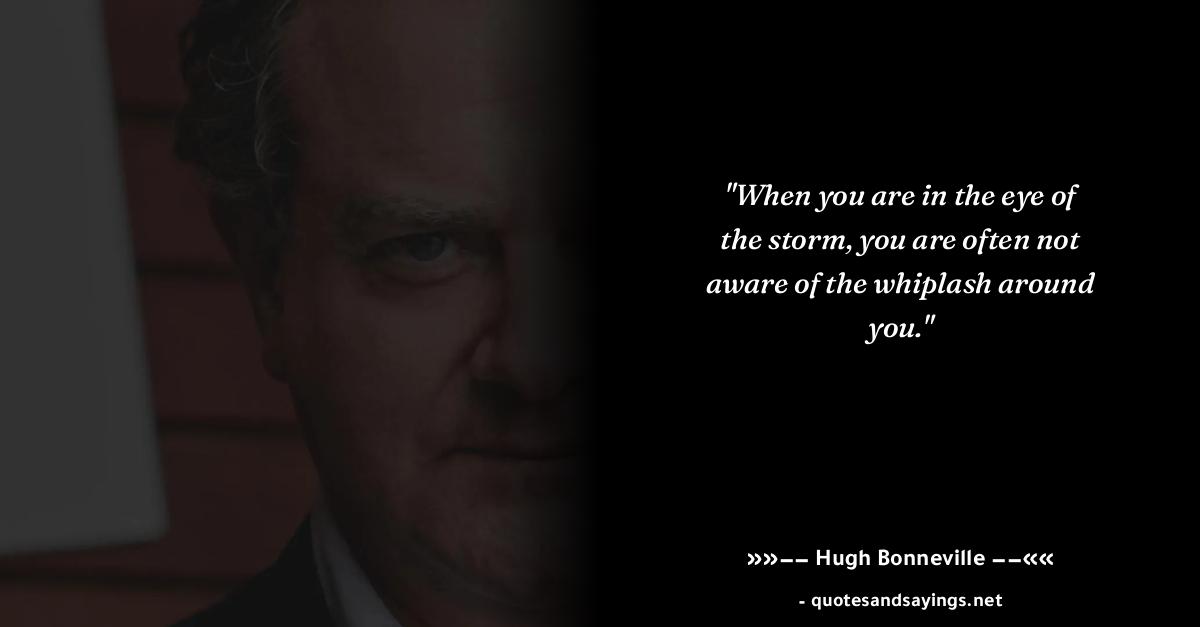 "When you are in the eye of
the storm, you are often not
aware of the whiplash around
you."
»»–– Hugh Bonneville ––««
- quotesandsayings.net